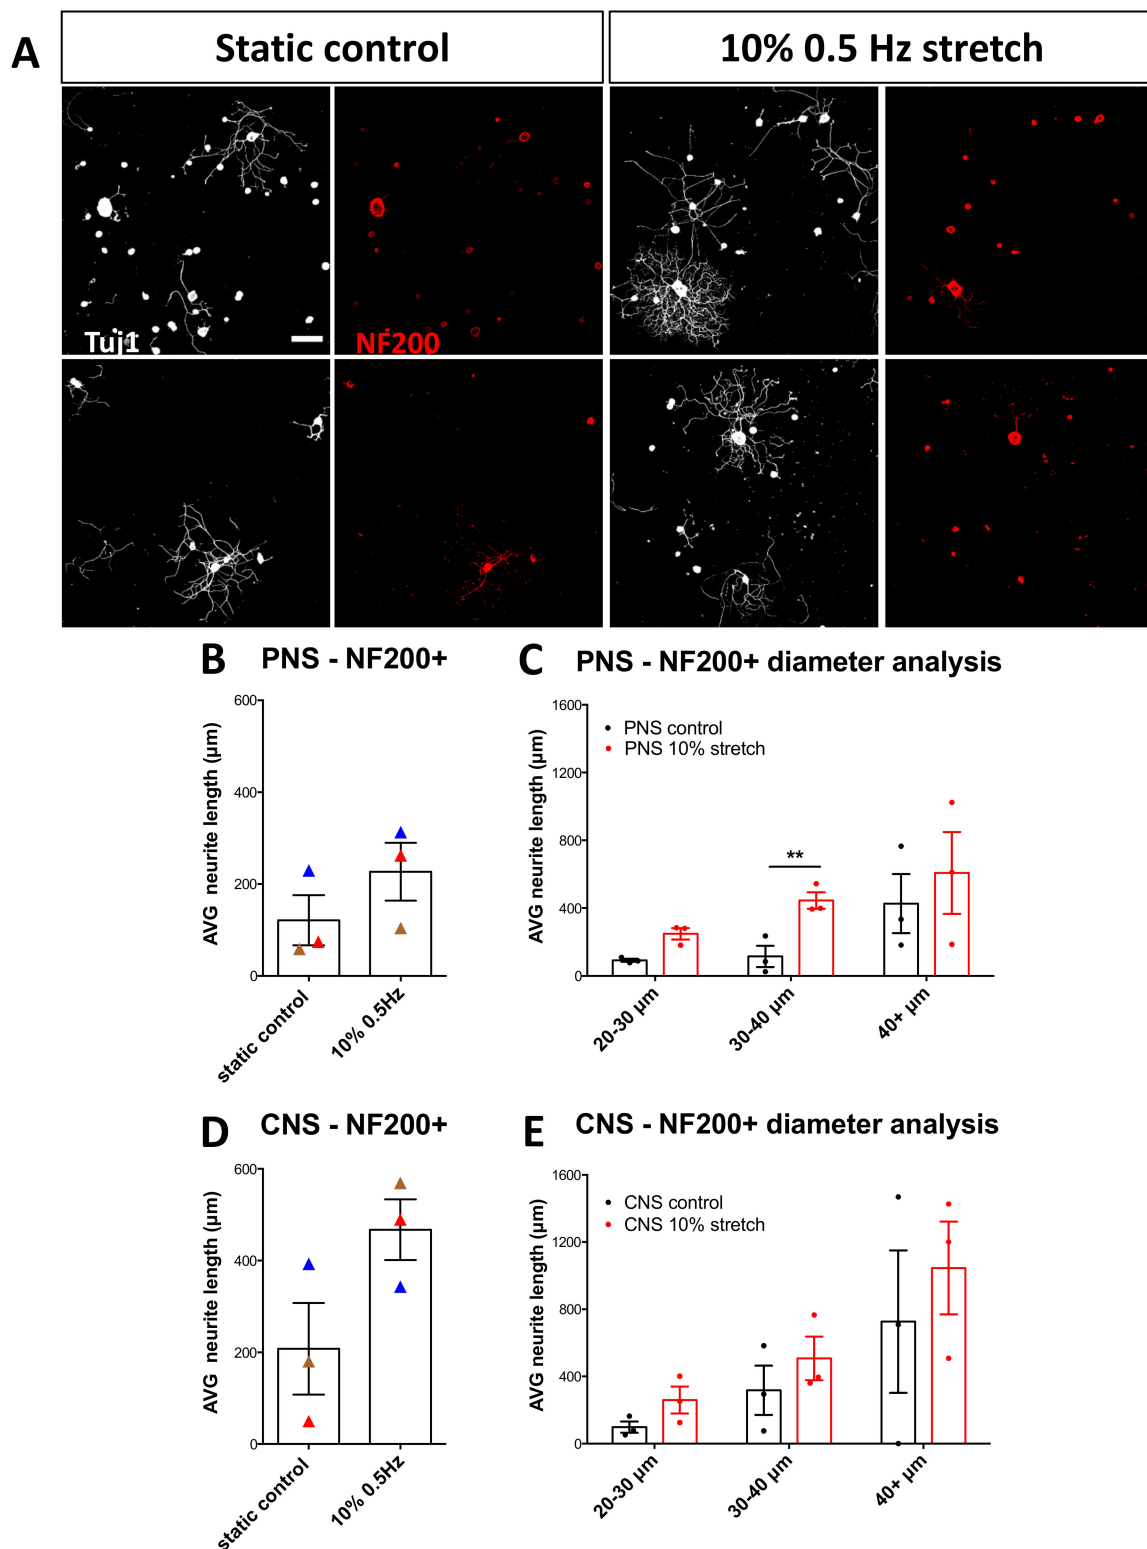 A
Static control
10% 0.5 Hz stretch
Tuj1
NF200
B
PNS - NF200+
AVG neurite length (µm)
600
400
200
0
static control
10% 0.5Hz
C
PNS - NF200+ diameter analysis
AVG neurite length (µm)
1600
1200
800
400
0
PNS control
PNS 10% stretch
**
20-30 µm
30-40 µm
40+ µm
D
CNS - NF200+
AVG neurite length (µm)
600
400
200
0
static control
10% 0.5Hz
E
CNS - NF200+ diameter analysis
AVG neurite length (µm)
1600
1200
800
400
0
CNS control
CNS 10% stretch
20-30 µm
30-40 µm
40+ µm